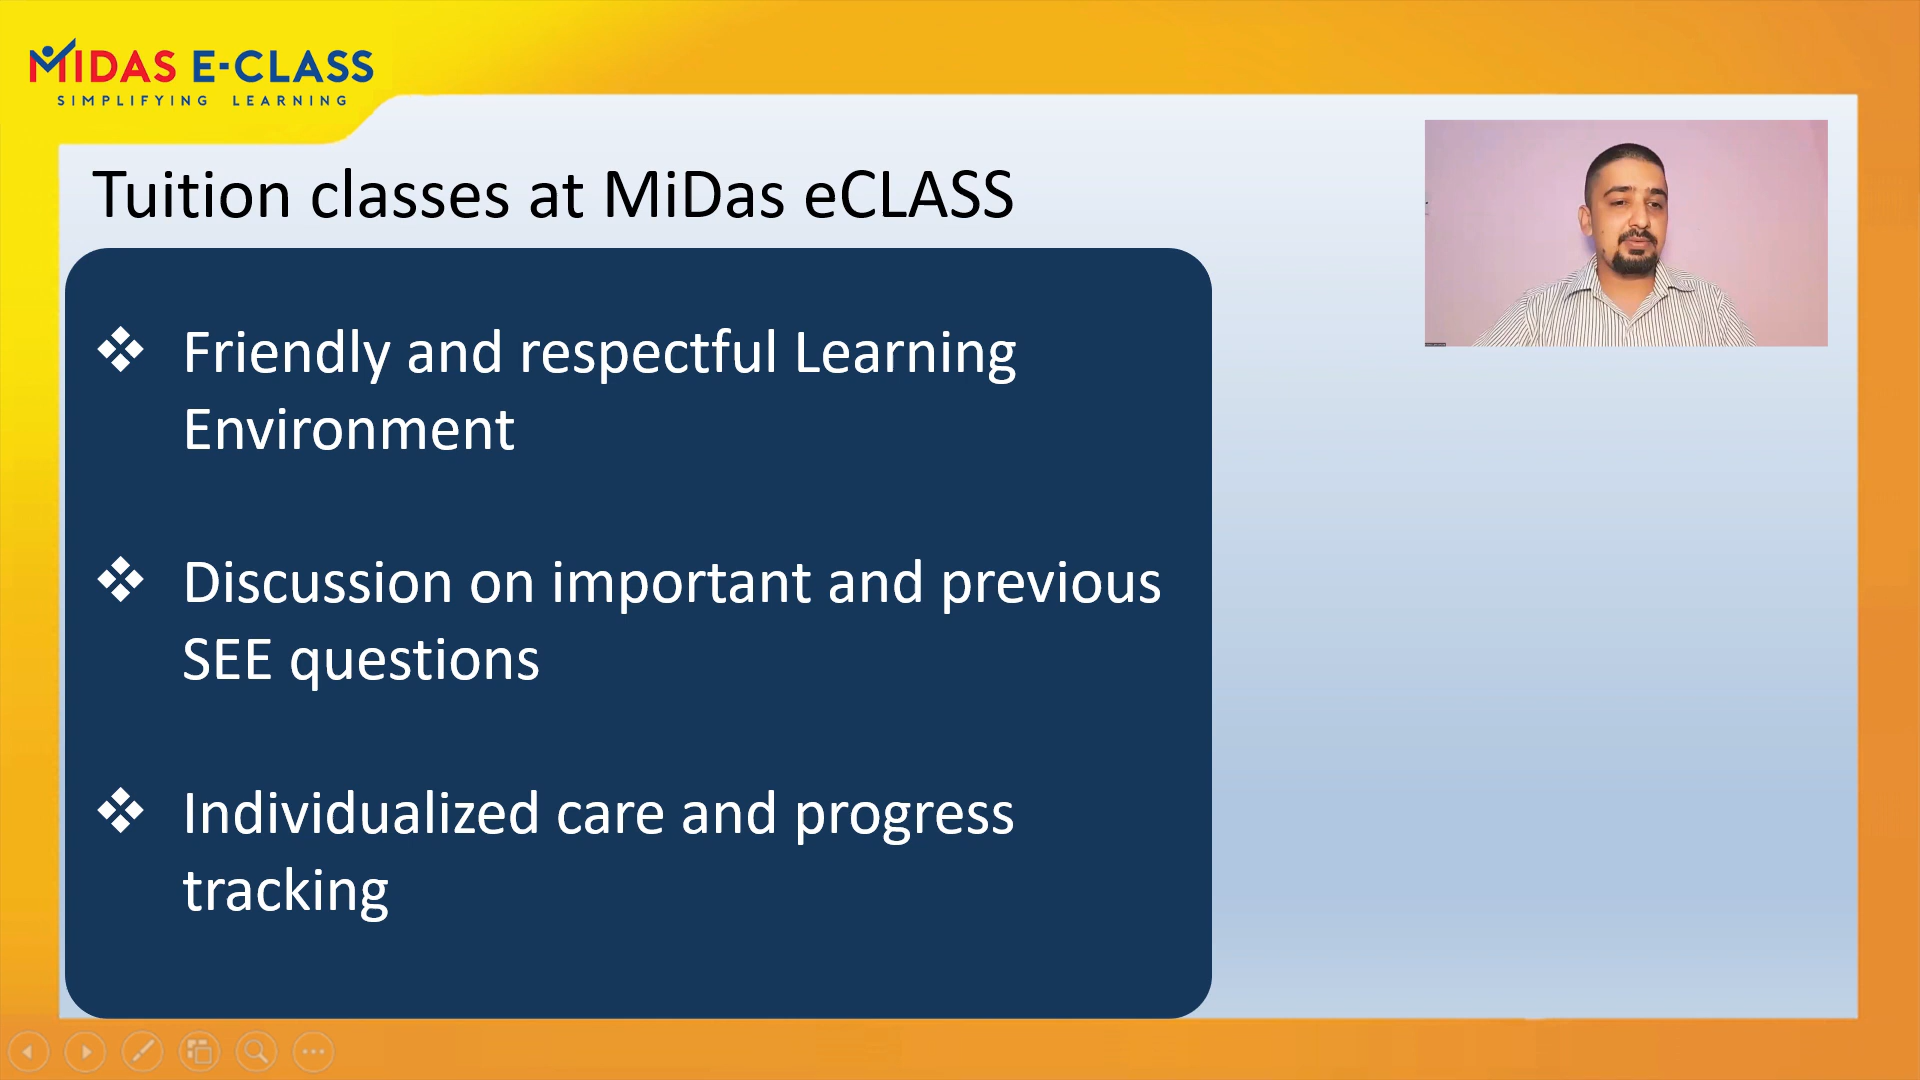 MIDAS E-CLASS
SIMPLIFYING LEARNING
Tuition classes at MiDas eCLASS
Friendly and respectful Learning
Environment
Discussion on important and previous
SEE questions
Individualized care and progress
tracking